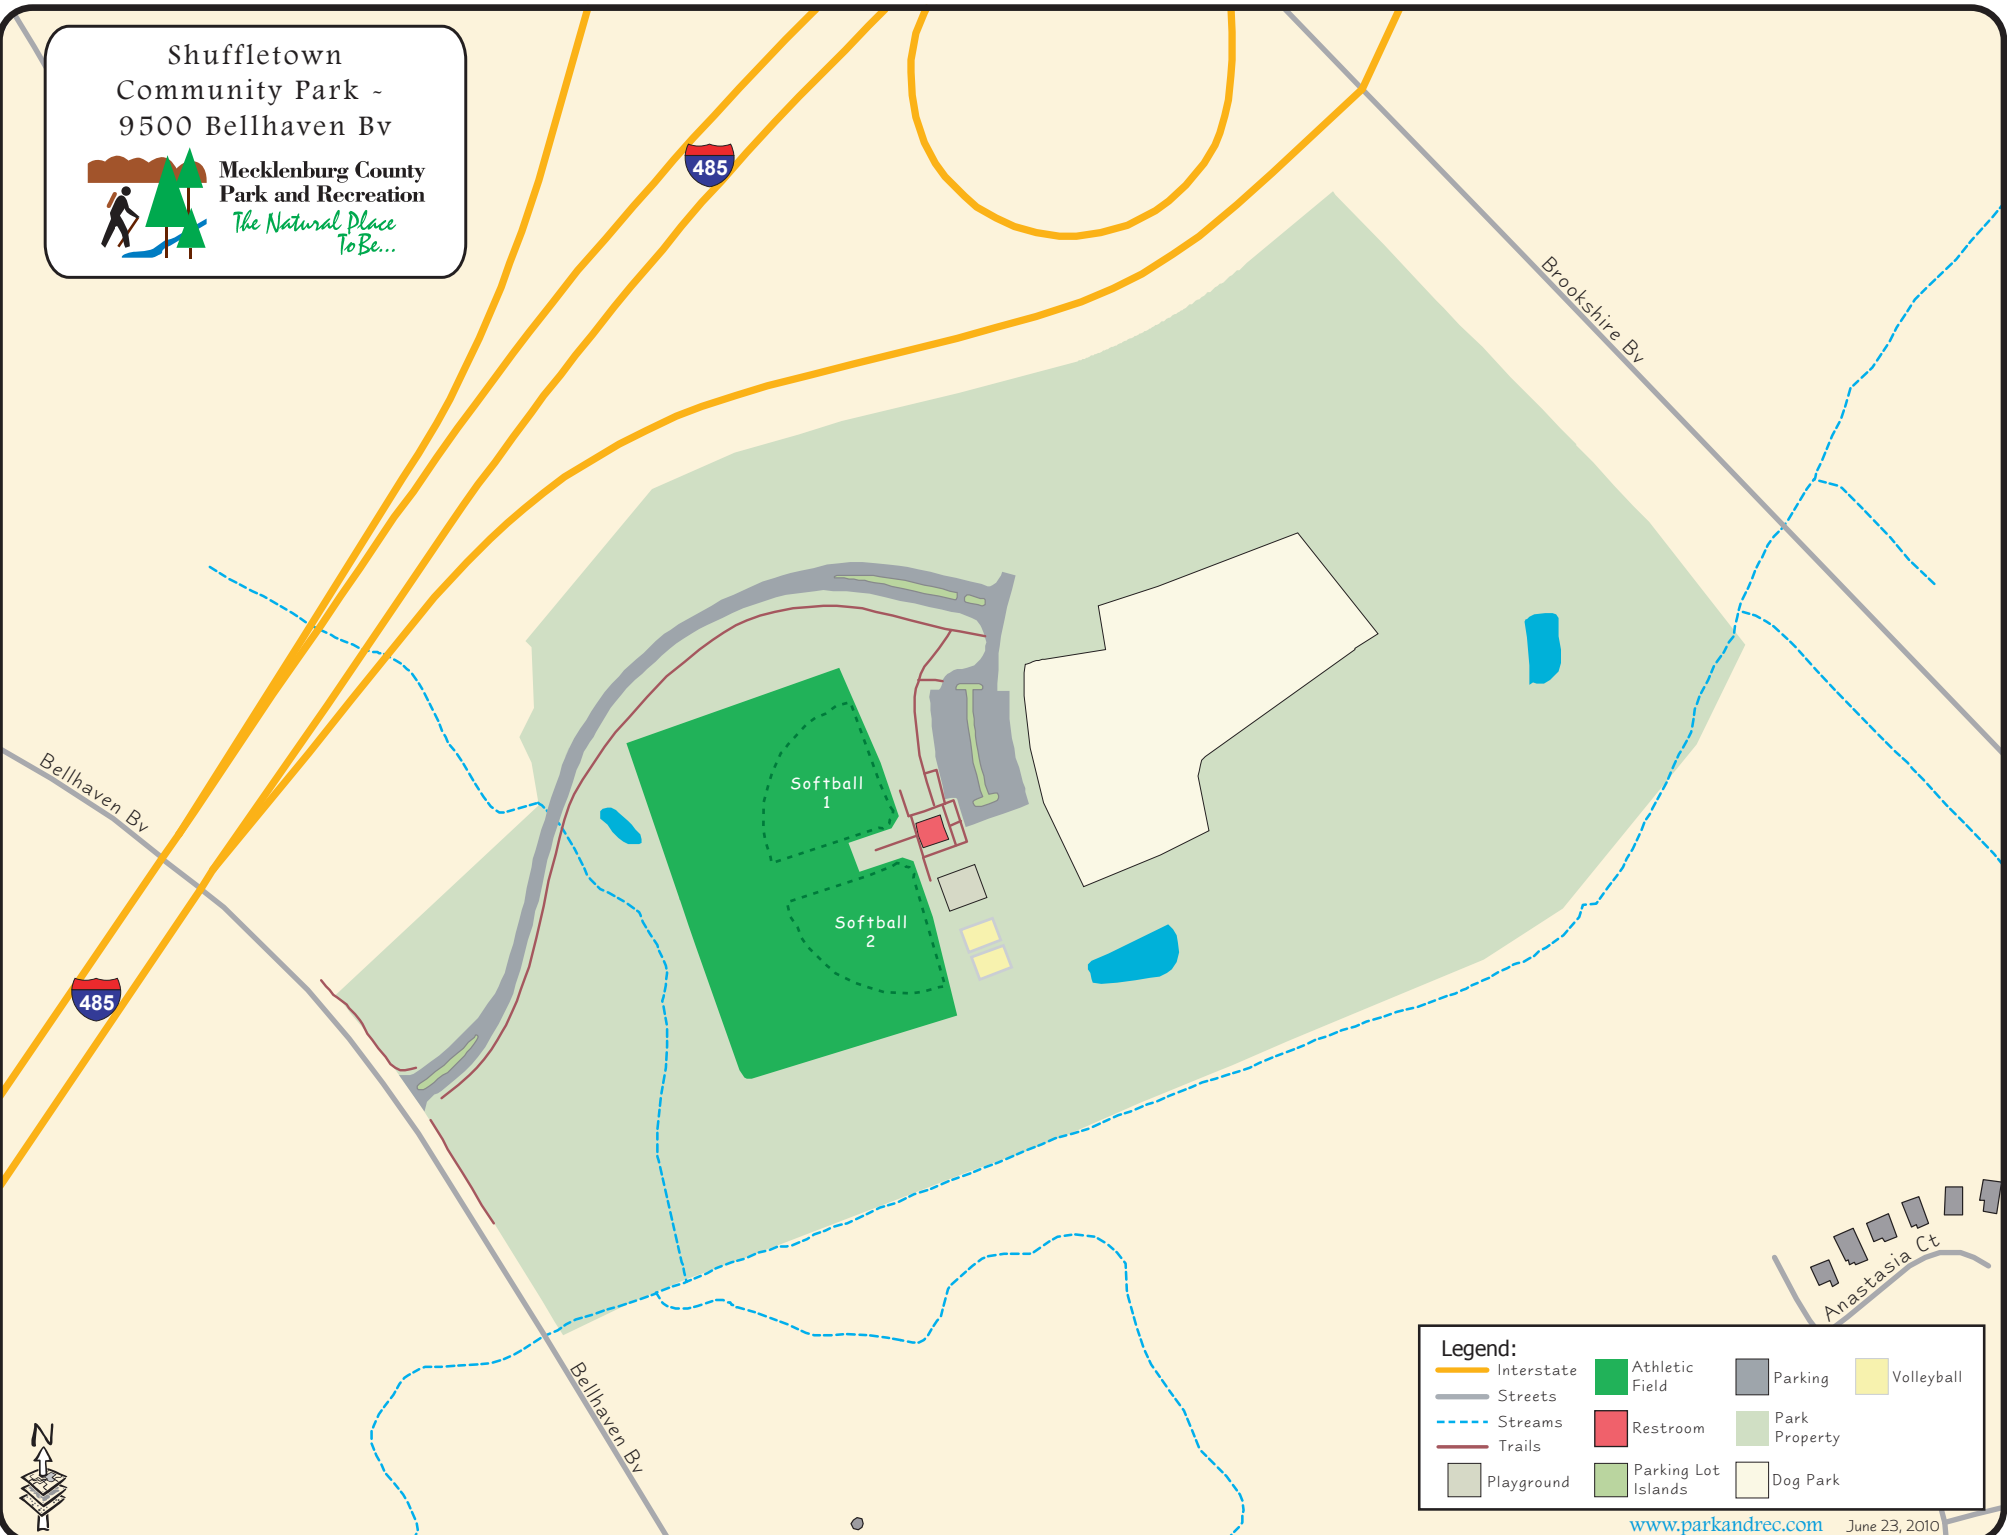 Shuffletown
Community Park -
9500 Bellhaven Bv
Mecklenburg County
Park and Recreation
The Natural Place
To Be...
485
Brookshire Bv
Bellhaven Bv
Softball
1
Softball
2
485
Anastasia Ct
Bellhaven Bv
N
Legend:
Interstate
Streets
Streams
Trails
Playground
Athletic
Field
Restroom
Parking Lot
Islands
Parking
Park
Property
Dog Park
Volleyball
www.parkandrec.com
June 23, 2010